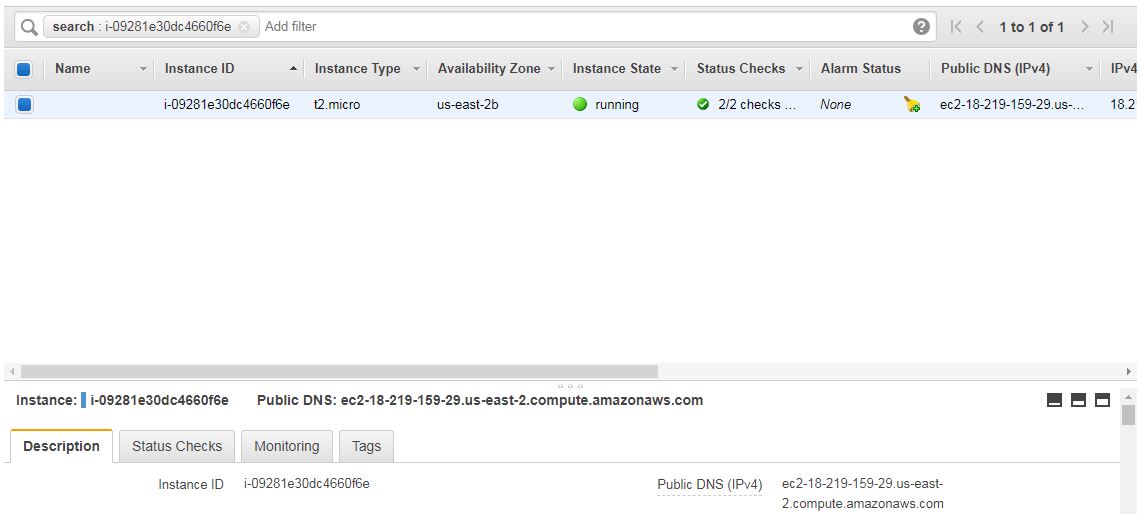 search : i-09281e30dc4660f6e Add filter 1 to 1 of 1
Name Instance ID Instance Type Availability Zone Instance State Status Checks Alarm Status Public DNS (IPv4) IPv4
i-09281e30dc4660f6e t2.micro us-east-2b running 2/2 checks ... None ec2-18-219-159-29.us-... 18.2
Instance: i-09281e30dc4660f6e Public DNS: ec2-18-219-159-29.us-east-2.compute.amazonaws.com
Description Status Checks Monitoring Tags
Instance ID i-09281e30dc4660f6e Public DNS (IPv4) ec2-18-219-159-29.us-east-
2.compute.amazonaws.com